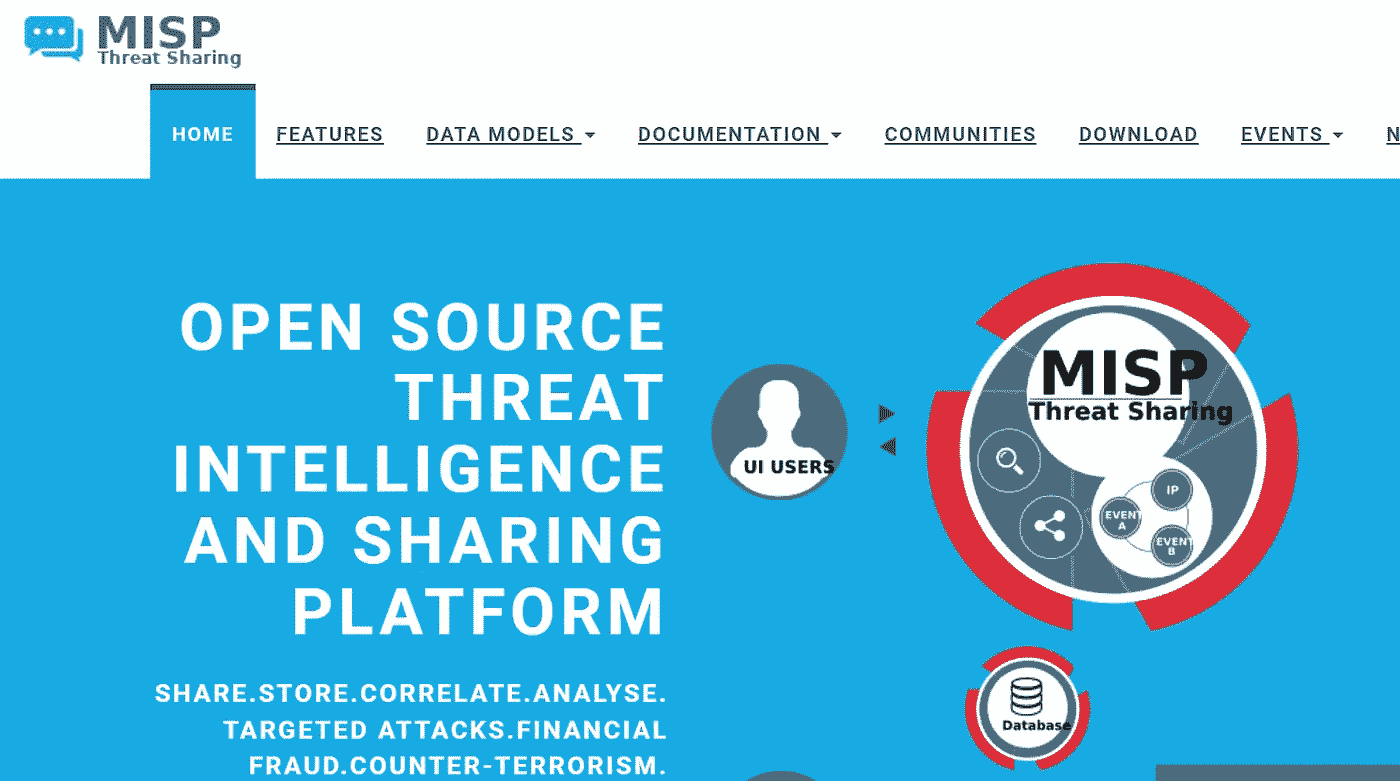 MISP
Threat Sharing
HOME FEATURES DATA MODELS DOCUMENTATION COMMUNITIES DOWNLOAD EVENTS N
OPEN SOURCE
THREAT
INTELLIGENCE
AND SHARING
PLATFORM
SHARE.STORE.CORRELATE.ANALYSE.
TARGETED ATTACKS.FINANCIAL
FRAUD.COUNTER-TERRORISM.
UI USERS
MISP
Threat Sharing
IP
EVENT
A
EVENT
B
Database